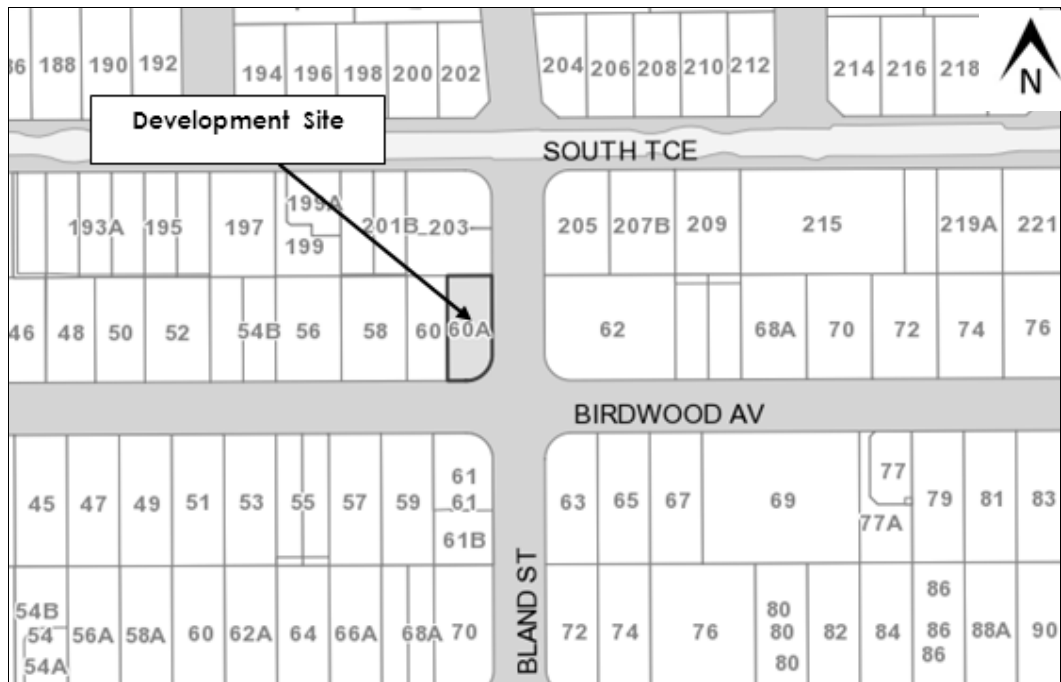 188 190 192 194 196 198 200 202 204 206 208 210 212 214 216 218
N
Development Site
SOUTH TCE
193A 195 197 199A 199 201B 203 205 207B 209 215 219A 221
46 48 50 52 54B 56 58 60 60A 62 68A 70 72 74 76
BIRDWOOD AV
45 47 49 51 53 55 57 59 61 63 65 67 69 77 79 81 83
61
61B
77A
BLAND ST
54B
54 56A 58A 60 62A 64 66A 68A 70 72 74 76 80 82 84 86 88A 90
80 86
54A 80 86